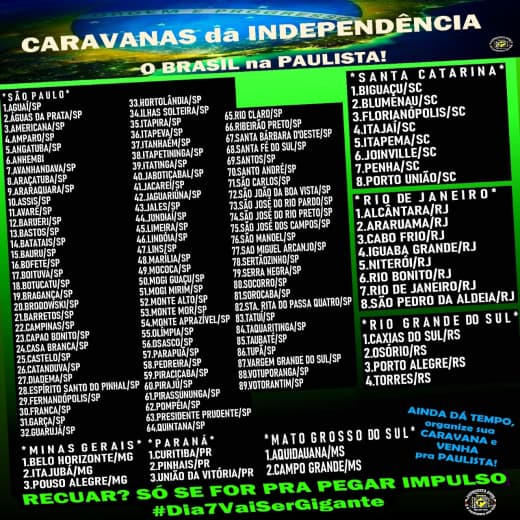 CARAVANAS da INDEPENDÊNCIA
O BRASIL na PAULISTA!
*SÃO PAULO*
1.AGUAÍ/SP
2.ÁGUAS DA PRATA/SP
3.AMERICANA/SP
4.AMPARO/SP
5.ANGATUBA/SP
6.ANHEMBI
7.AVANHANDAVA/SP
8.ARAÇATUBA/SP
9.ARARAQUARA/SP
10.ASSIS/SP
11.AVARÉ/SP
12.BARUERI/SP
13.BASTOS/SP
14.BATATAIS/SP
15.BAURU/SP
16.BOFETE/SP
17.BOITUVA/SP
18.BOTUCATU/SP
19.BRAGANÇA/SP
20.BRODOWSKI/SP
21.BARRETOS/SP
22.CAMPINAS/SP
23.CAPÃO BONITO/SP
24.CASA BRANCA/SP
25.CASTELO/SP
26.CATANDUVA/SP
27.DIADEMA/SP
28.ESPÍRITO SANTO DO PINHAL/SP
29.FERNANDÓPOLIS/SP
30.FRANCA/SP
31.GARÇA/SP
32.GUARUJÁ/SP
33.HORTOLÂNDIA/SP
34.ILHAS SOLTEIRA/SP
35.ITAPIRA/SP
36.ITAPEVA/SP
37.ITANHAÉM/SP
38.ITAPETININGA/SP
39.ITATINGA/SP
40.JABOTIÇABAL/SP
41.JACAREÍ/SP
42.JAGUARIÚNA/SP
43.JALES/SP
44.JUNDIAÍ/SP
45.LIMEIRA/SP
46.LINDÓIA/SP
47.LINS/SP
48.MARÍLIA/SP
49.MOCOCA/SP
50.MOGI GUAÇU/SP
51.MOGI MIRIM/SP
52.MONTE ALTO/SP
53.MONTE MOR/SP
54.MONTE APRAZÍVEL/SP
55.OLÍMPIA/SP
56.OSASCO/SP
57.PARAPUÃ/SP
58.PEDREIRA/SP
59.PIRACIÇABA/SP
60.PIRAJÚ/SP
61.PIRASSUNUNGA/SP
62.POMPÉIA/SP
63.PRESIDENTE PRUDENTE/SP
64.QUINTANA/SP
65.RIO CLARO/SP
66.RIBEIRÃO PRETO/SP
67.SANTA BÁRBARA D'OESTE/SP
68.SANTA FÉ DO SUL/SP
69.SANTOS/SP
70.SANTO ANDRÉ/SP
71.SÃO CARLOS/SP
72.SÃO JOÃO DA BOA VISTA/SP
73.SÃO JOSÉ DO RIO PARDO/SP
74.SÃO JOSÉ DO RIO PRETO/SP
75.SÃO JOSÉ DOS CAMPOS/SP
76.SÃO MANOEL/SP
77.SAO MIGUEL ARCANJO/SP
78.SERTÃOZINHO/SP
79.SERRA NEGRA/SP
80.SOCORRO/SP
81.SOROCABA/SP
82.STA. RITA DO PASSA QUATRO/SP
83.TATUÍ/SP
84.TAQUARITINGA/SP
85.TAUBATÉ/SP
86.TUPÃ/SP
87.VARGEM GRANDE DO SUL/SP
88.VOTUPORANGA/SP
89.VOTORANTIM/SP
*SANTA CATARINA*
1.BIGUAÇU/SC
2.BLUMENAU/SC
3.FLORIANÓPOLIS/SC
4.ITAJAÍ/SC
5.ITAPEMA/SC
6.JOINVILLE/SC
7.PENHA/SC
8.PORTO UNIÃO/SC
*RIO DE JANEIRO*
1.ALCÂNTARA/RJ
2.ARARUAMA/RJ
3.CABO FRIO/RJ
4.IGUABA GRANDE/RJ
5.NITERÓI/RJ
6.RIO BONITO/RJ
7.RIO DE JANEIRO/RJ
8.SÃO PEDRO DA ALDEIA/RJ
*RIO GRANDE DO SUL*
1.CAXIAS DO SUL/RS
2.OSÓRIO/RS
3.PORTO ALEGRE/RS
4.TORRES/RS
*MINAS GERAIS*
1.BELO HORIZONTE/MG
2.ITAJUBÁ/MG
3.POUSO ALEGRE/MG
*PARANÁ*
1.CURITIBA/PR
2.PINHAIS/PR
3.UNIÃO DA VITÓRIA/PR
*MATO GROSSO DO SUL*
1.AQUIDAUANA/MS
2.CAMPO GRANDE/MS
AINDA DÁ TEMPO,
organize sua
CARAVANA e
VENHA
pra PAULISTA!
RECUAR? SÓ SE FOR PRA PEGAR IMPULSO
#Dia7VaiSerGigante